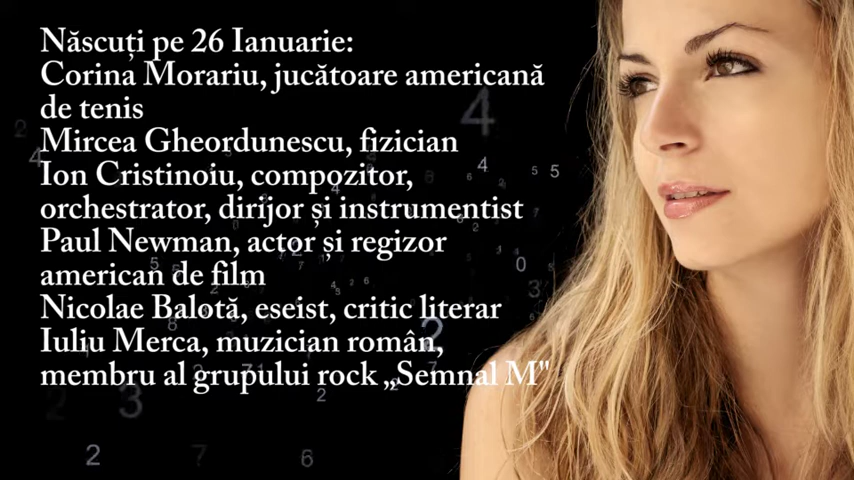 Născuți pe 26 Ianuarie:
Corina Morariu, jucătoare americană
de tenis
Mircea Gheordunescu, fizician
Ion Cristinoiu, compozitor,
orchestrator, dirijor și instrumentist
Paul Newman, actor și regizor
american de film
Nicolae Balotă, eseist, critic literar
Iuliu Merca, muzician român,
membru al grupului rock „Semnal M"